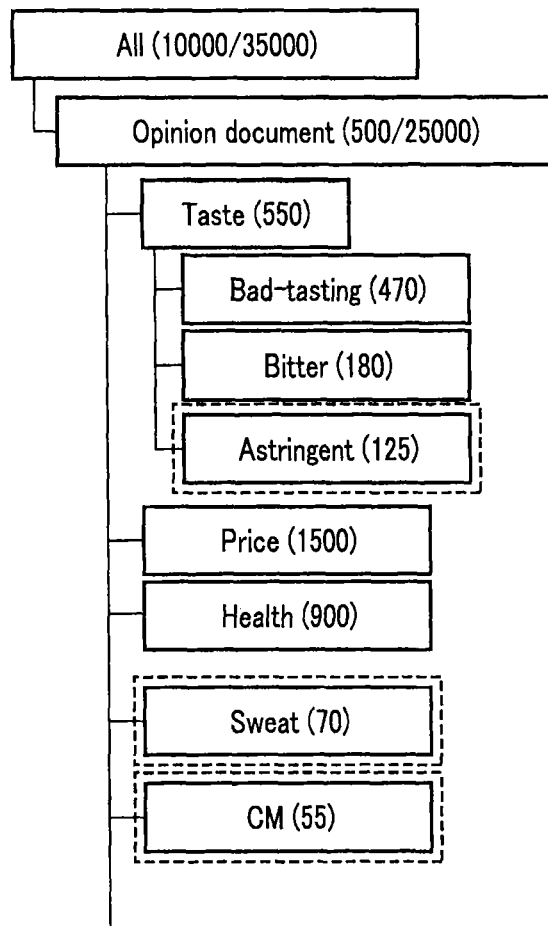 All (10000/35000)
Opinion document (500/25000)
Taste (550)
Bad-tasting (470)
Bitter (180)
Astringent (125)
Price (1500)
Health (900)
Sweat (70)
CM (55)